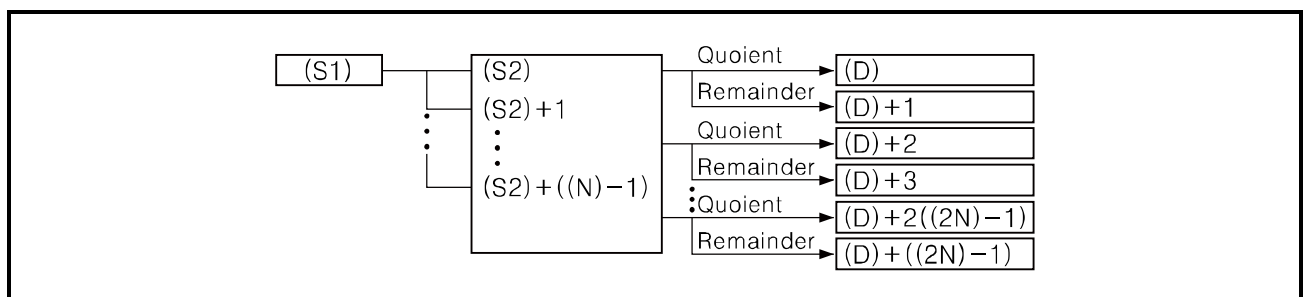 (S1)
(S2)
(S2)+1
(S2)+((N)-1)
Quoient
(D)
Remainder
(D)+1
Quoient
(D)+2
Remainder
(D)+3
Quoient
(D)+2((2N)-1)
Remainder
(D)+((2N)-1)